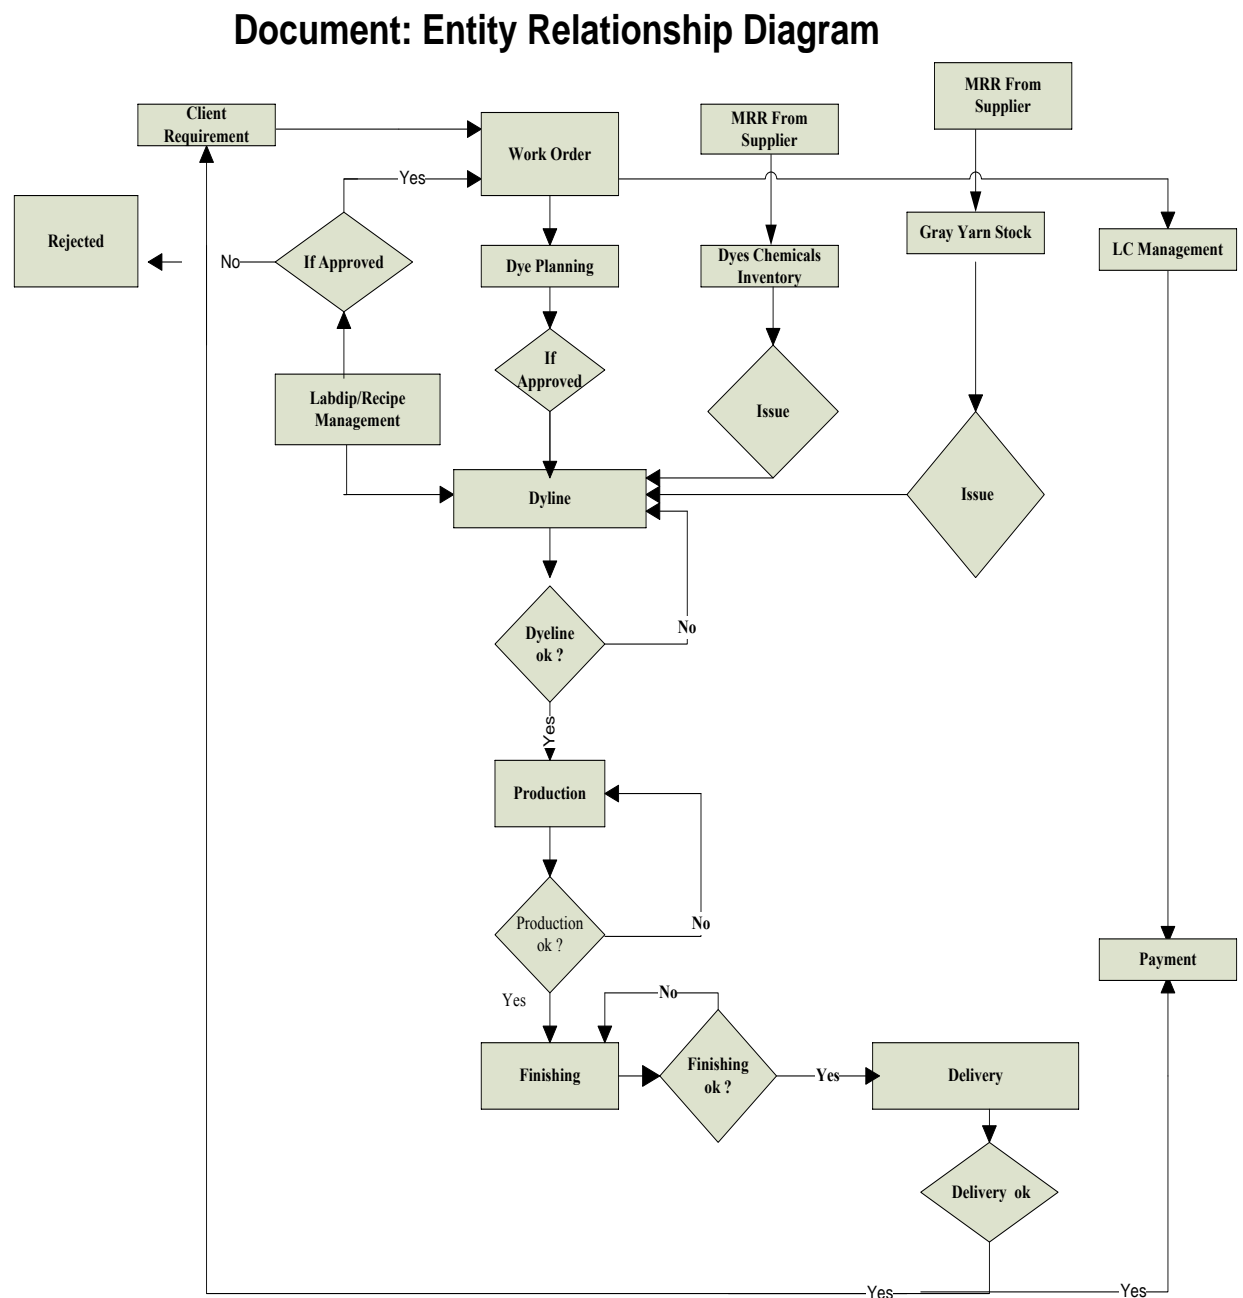 Document: Entity Relationship Diagram
MRR From
Supplier
Client
Requirement
MRR From
Supplier
Work Order
Yes
Rejected
No
If Approved
Gray Yarn Stock
LC Management
Dye Planning
Dyes Chemicals
Inventory
If
Approved
Labdip/Recipe
Management
Issue
Dyline
Issue
Dyeline
ok ?
No
Yes
Production
Production
ok ?
No
Payment
Yes
No
Finishing
Finishing
ok ?
Yes
Delivery
Delivery ok
Yes
Yes